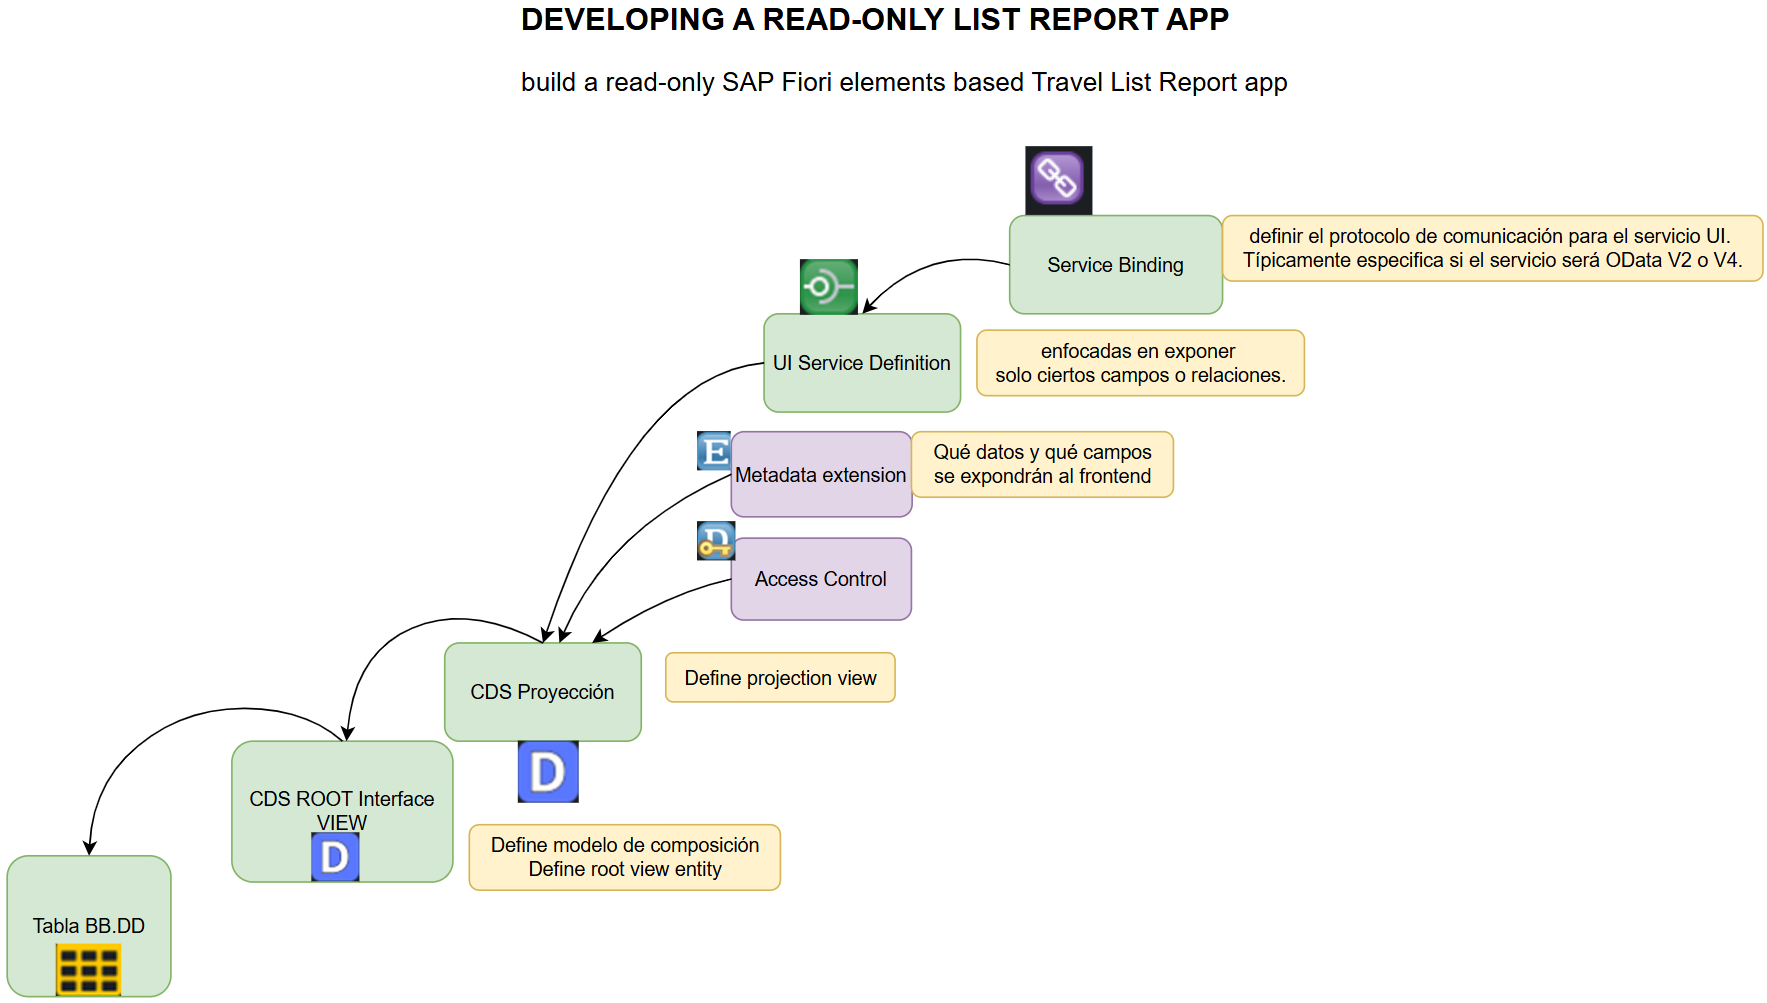 DEVELOPING A READ-ONLY LIST REPORT APP
build a read-only SAP Fiori elements based Travel List Report app
Service Binding
definir el protocolo de comunicación para el servicio UI.
Típicamente especifica si el servicio será OData V2 o V4.
UI Service Definition
enfocadas en exponer
solo ciertos campos o relaciones.
E
Metadata extension
Qué datos y qué campos
se expondrán al frontend
D
Access Control
CDS Proyección
Define projection view
D
CDS ROOT Interface
VIEW
D
Define modelo de composición
Define root view entity
Tabla BB.DD